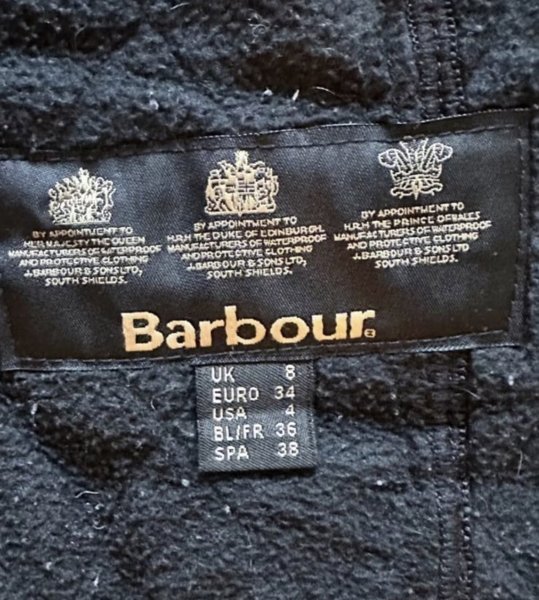 BY APPOINTMENT TO
HER MAJESTY THE QUEEN
MANUFACTURERS OF WATERPROOF
AND PROTECTIVE CLOTHING
J.BARBOUR & SONS LTD,
SOUTH SHIELDS.
BY APPOINTMENT TO
H.R.H. THE DUKE OF EDINBURGH
MANUFACTURERS OF WATERPROOF
AND PROTECTIVE CLOTHING
J.BARBOUR & SONS LTD,
SOUTH SHIELDS.
BY APPOINTMENT TO
H.R.H. THE PRINCE OF WALES
MANUFACTURERS OF WATERPROOF
AND PROTECTIVE CLOTHING
J.BARBOUR & SONS LTD,
SOUTH SHIELDS.
Barbour®
UK 8
EURO 34
USA 4
BL/FR 36
SPA 38